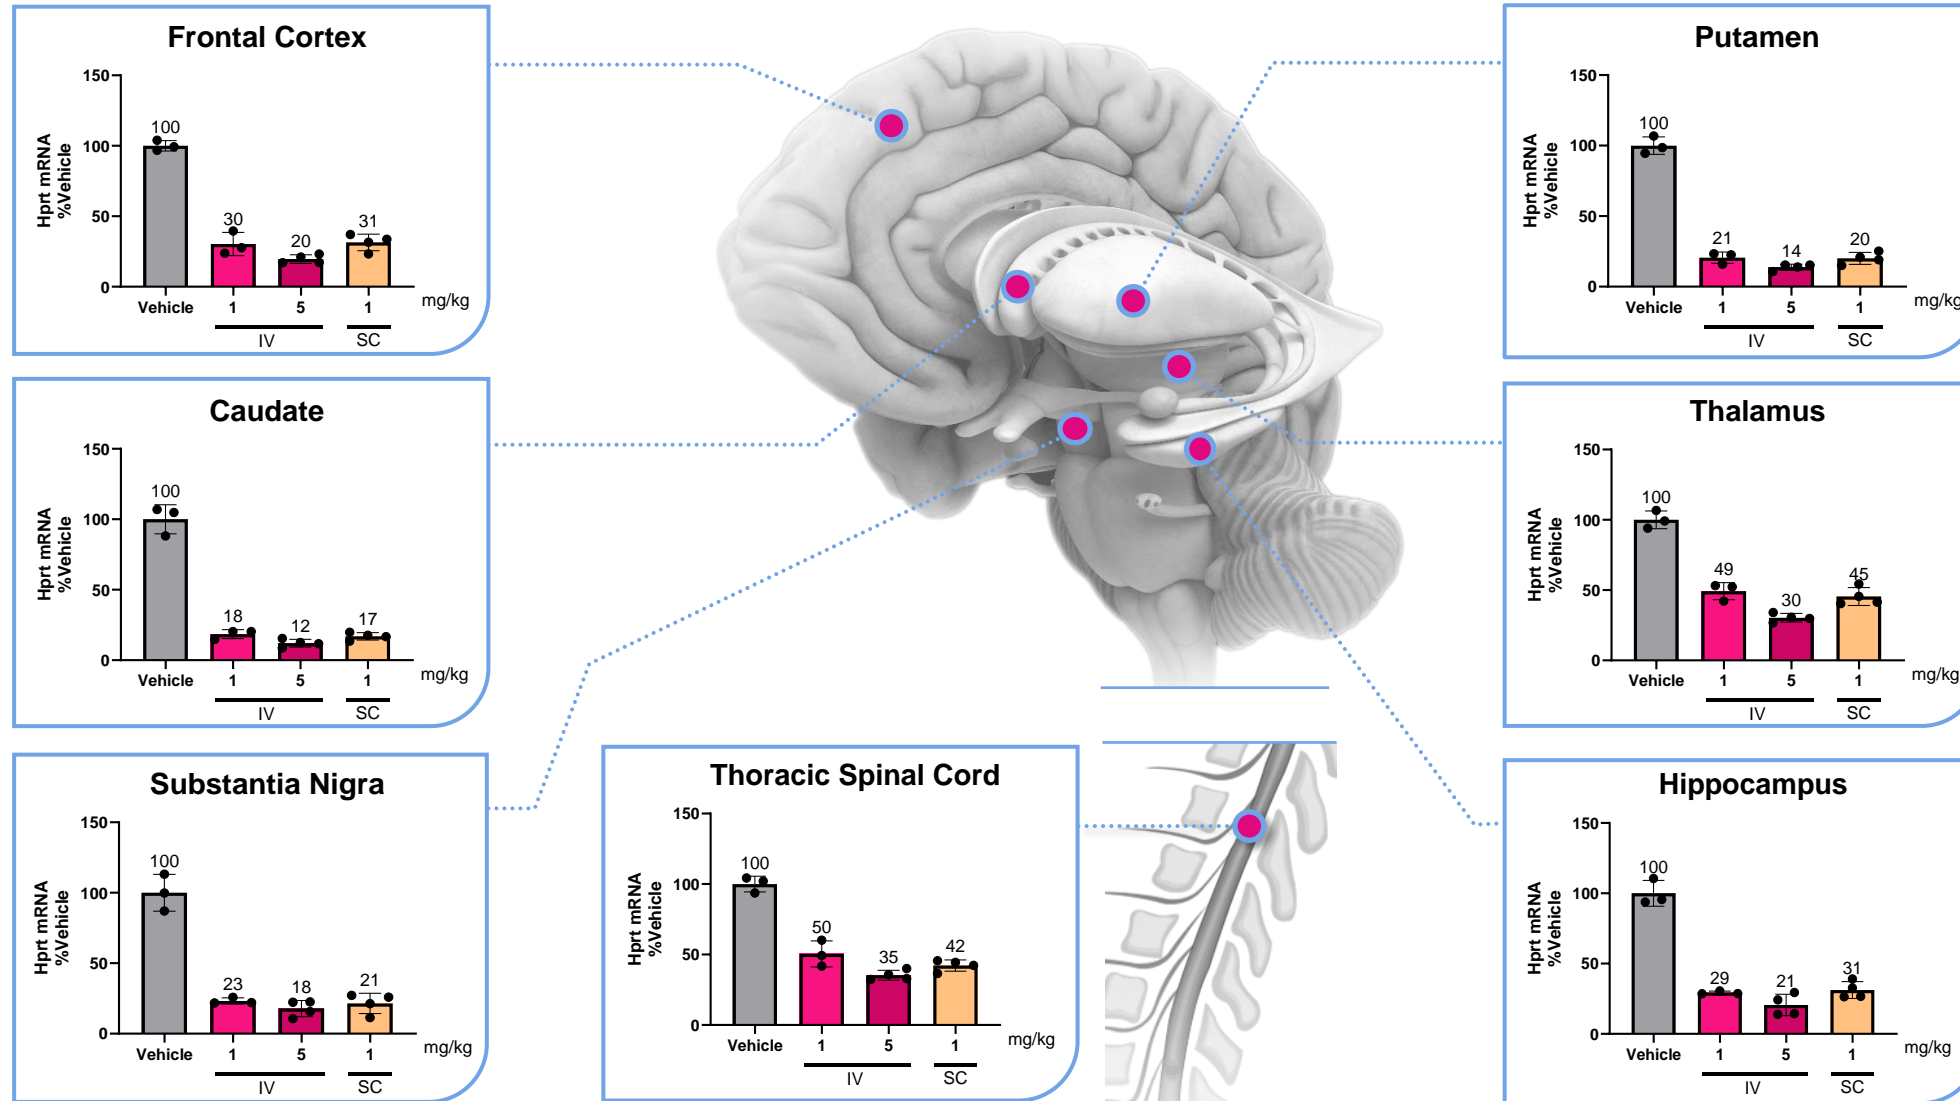 Frontal Cortex
Hprt mRNA
%Vehicle
150
100
50
0
100
30
20
31
Vehicle
1
5
1
mg/kg
IV
SC
Caudate
Hprt mRNA
%Vehicle
150
100
50
0
100
18
12
17
Vehicle
1
5
1
mg/kg
IV
SC
Substantia Nigra
Hprt mRNA
%Vehicle
150
100
50
0
100
23
18
21
Vehicle
1
5
1
mg/kg
IV
SC
Thoracic Spinal Cord
Hprt mRNA
%Vehicle
150
100
50
0
100
50
35
42
Vehicle
1
5
1
mg/kg
IV
SC
Putamen
Hprt mRNA
%Vehicle
150
100
50
0
100
21
14
20
Vehicle
1
5
1
mg/kg
IV
SC
Thalamus
Hprt mRNA
%Vehicle
150
100
50
0
100
49
30
45
Vehicle
1
5
1
mg/kg
IV
SC
Hippocampus
Hprt mRNA
%Vehicle
150
100
50
0
100
29
21
31
Vehicle
1
5
1
mg/kg
IV
SC